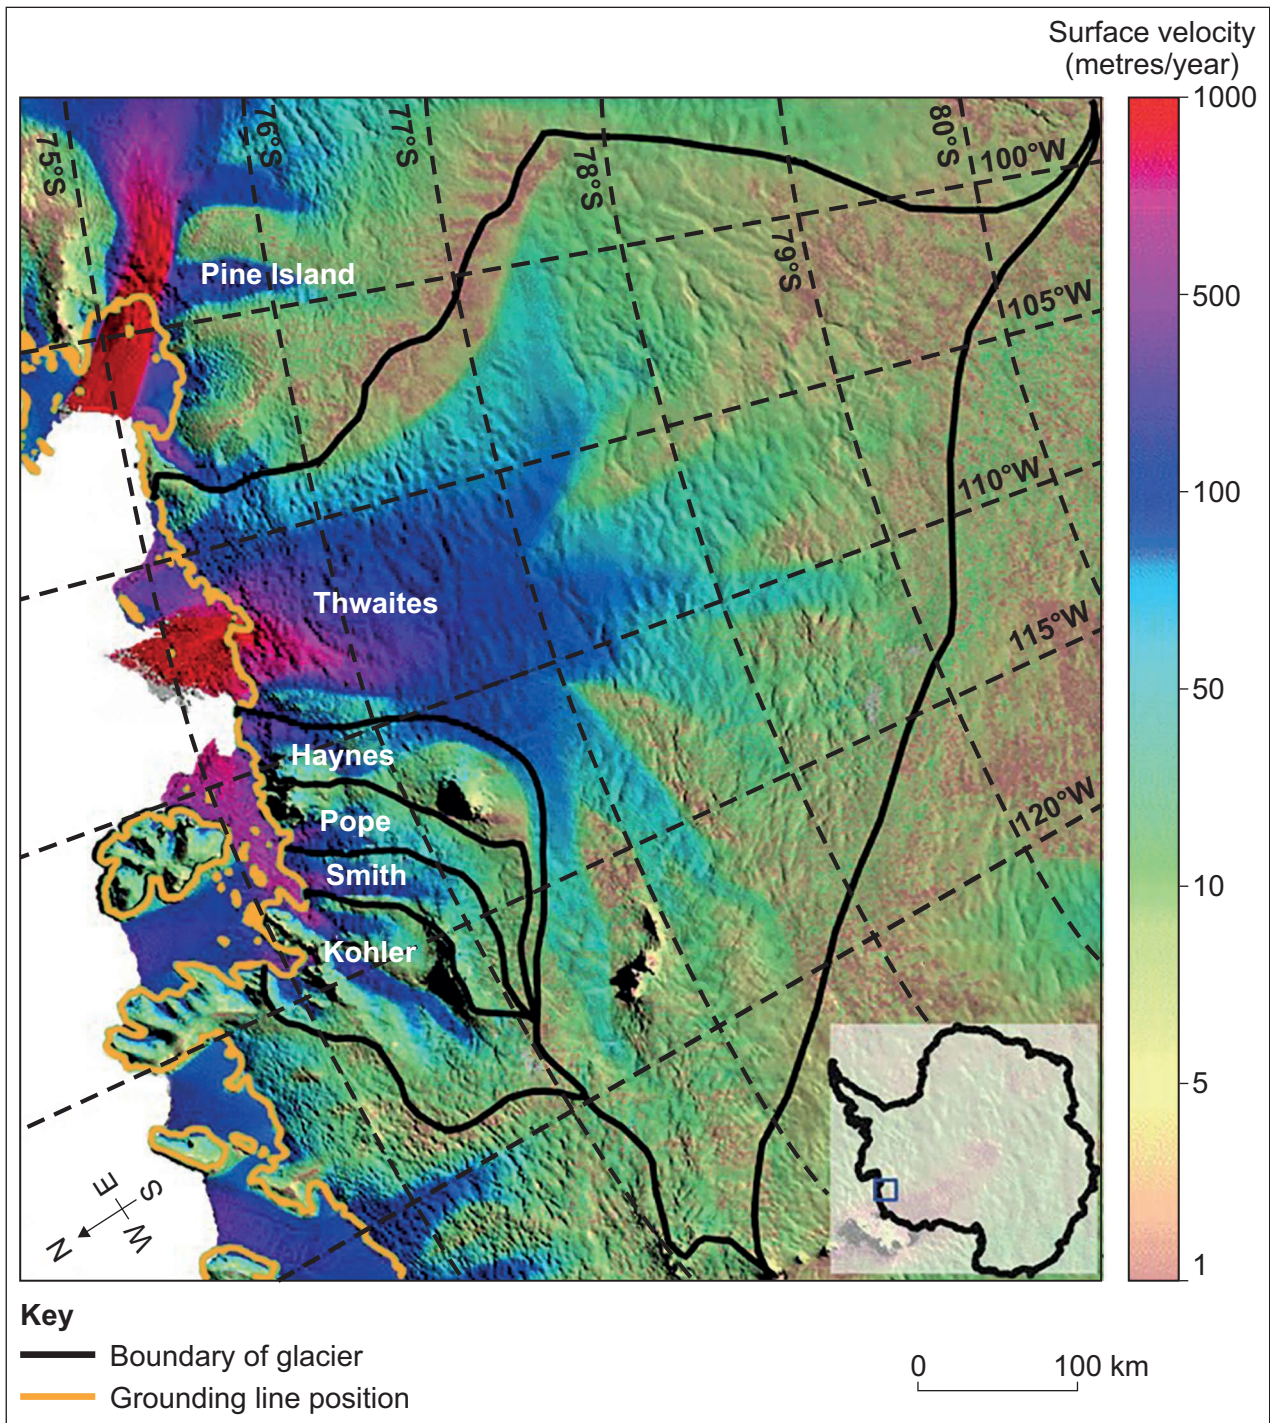 Surface velocity
(metres/year)
1000
500
100
50
10
5
1
75°S
76°S
77°S
78°S
79°S
80°S
100°W
105°W
110°W
115°W
120°W
Pine Island
Thwaites
Haynes
Pope
Smith
Kohler
E
S
N
W
Key
Boundary of glacier
Grounding line position
0 100 km